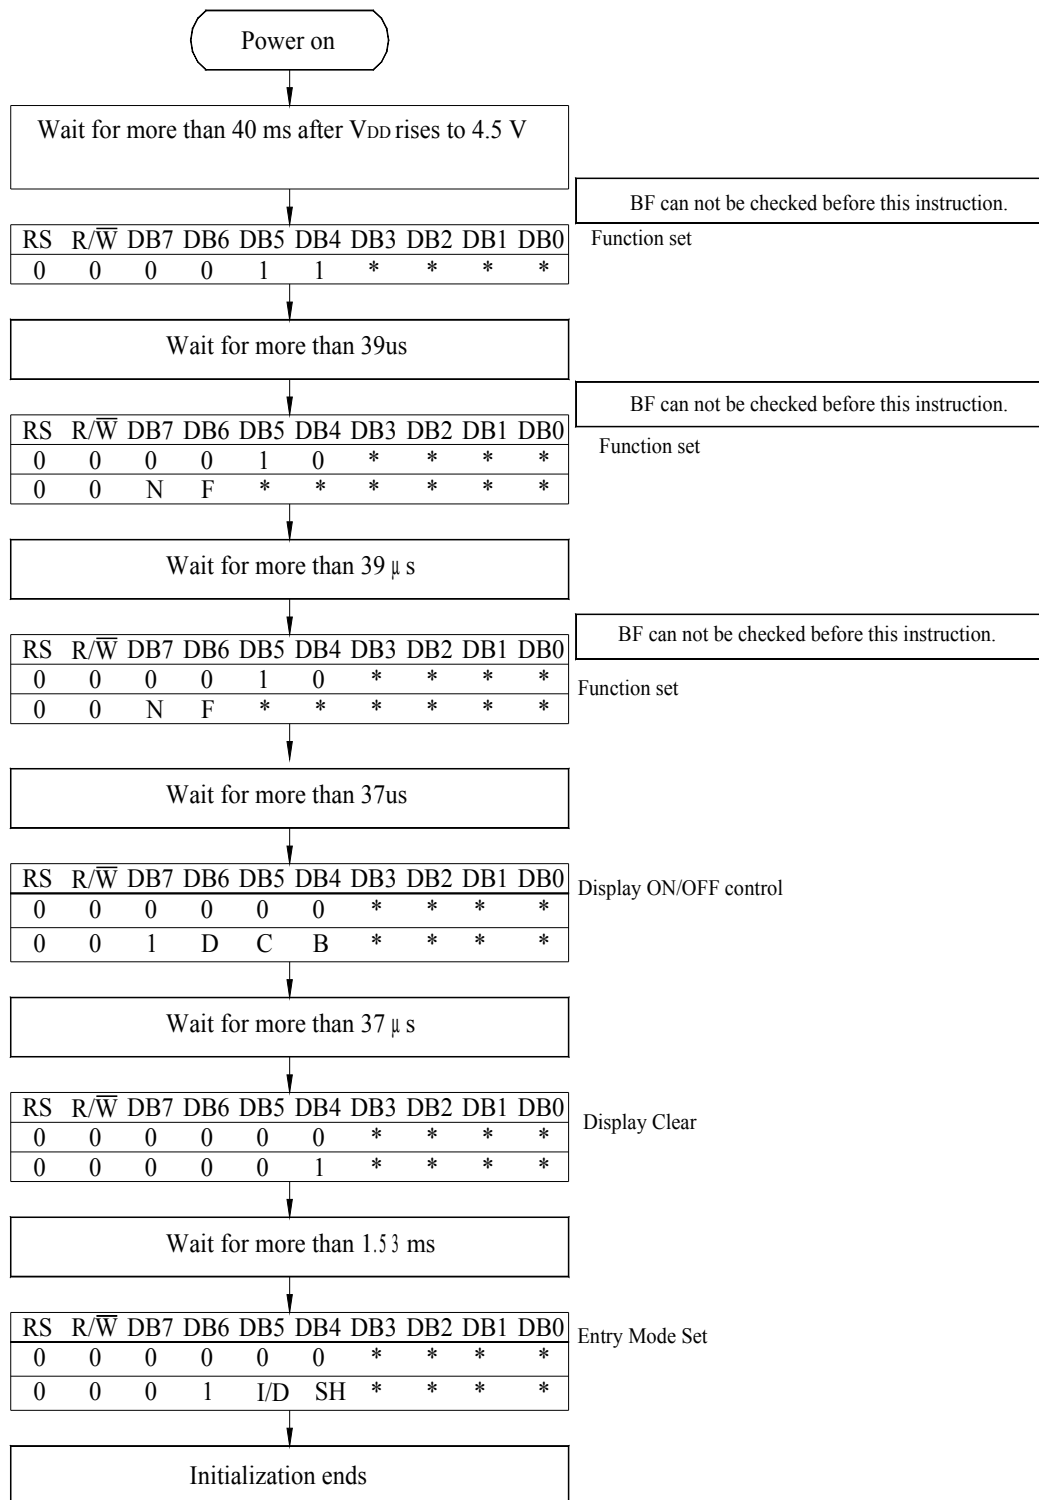 Power on
Wait for more than 40 ms after VDD rises to 4.5 V
BF can not be checked before this instruction.
RS R/W̅ DB7 DB6 DB5 DB4 DB3 DB2 DB1 DB0
Function set
0 0 0 0 1 1 * * * *
Wait for more than 39us
BF can not be checked before this instruction.
RS R/W̅ DB7 DB6 DB5 DB4 DB3 DB2 DB1 DB0
Function set
0 0 0 0 1 0 * * * *
0 0 N F * * * * * *
Wait for more than 39 μ s
BF can not be checked before this instruction.
RS R/W̅ DB7 DB6 DB5 DB4 DB3 DB2 DB1 DB0
0 0 0 0 1 0 * * * *
Function set
0 0 N F * * * * * *
Wait for more than 37us
RS R/W̅ DB7 DB6 DB5 DB4 DB3 DB2 DB1 DB0
Display ON/OFF control
0 0 0 0 0 0 * * * *
0 0 1 D C B * * * *
Wait for more than 37 μ s
RS R/W̅ DB7 DB6 DB5 DB4 DB3 DB2 DB1 DB0
Display Clear
0 0 0 0 0 0 * * * *
0 0 0 0 0 1 * * * *
Wait for more than 1.53 ms
RS R/W̅ DB7 DB6 DB5 DB4 DB3 DB2 DB1 DB0
Entry Mode Set
0 0 0 0 0 0 * * * *
0 0 0 1 I/D SH * * * *
Initialization ends